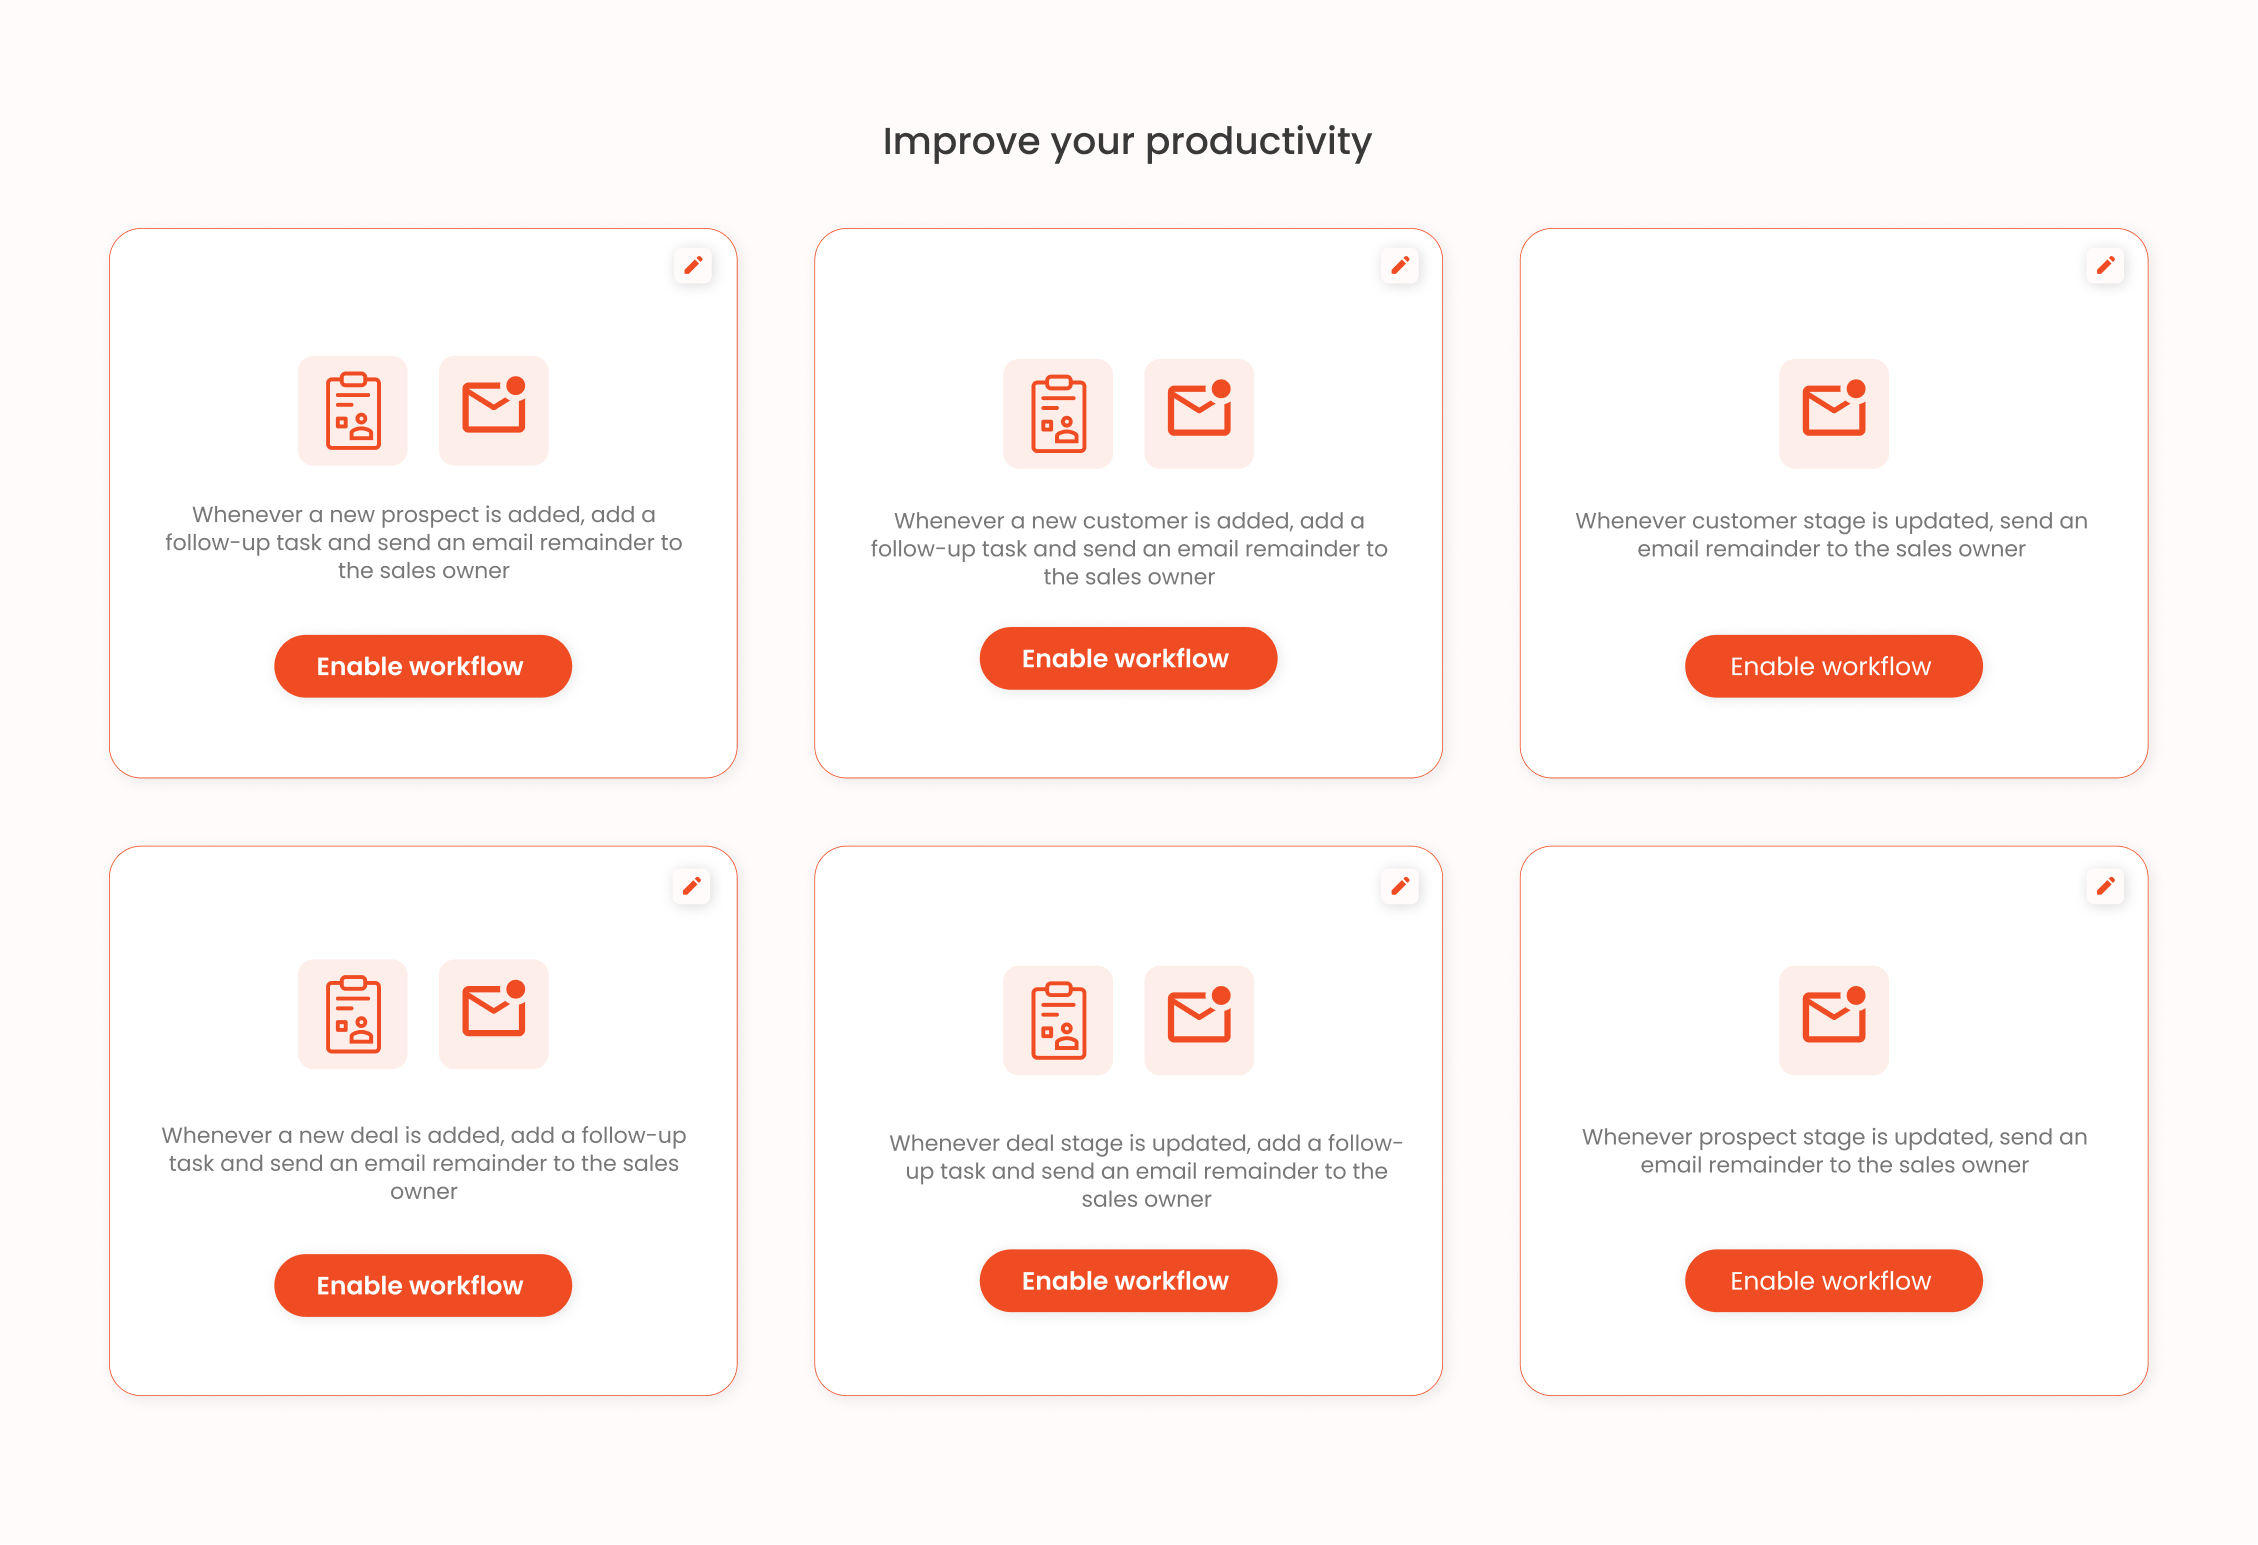 Improve your productivity
Whenever a new prospect is added, add a
follow-up task and send an email remainder to
the sales owner
Enable workflow
Whenever a new customer is added, add a
follow-up task and send an email remainder to
the sales owner
Enable workflow
Whenever customer stage is updated, send an
email remainder to the sales owner
Enable workflow
Whenever a new deal is added, add a follow-up
task and send an email remainder to the sales
owner
Enable workflow
Whenever deal stage is updated, add a follow-
up task and send an email remainder to the
sales owner
Enable workflow
Whenever prospect stage is updated, send an
email remainder to the sales owner
Enable workflow